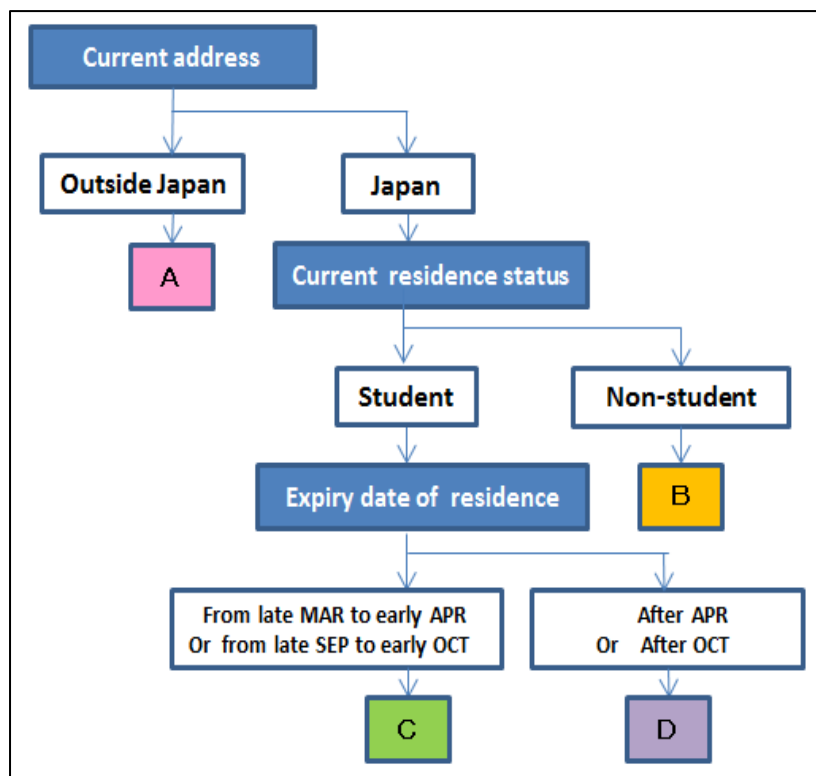 Current address
Outside Japan
Japan
A
Current residence status
Student
Non-student
Expiry date of residence
B
From late MAR to early APR
Or from late SEP to early OCT
After APR
Or After OCT
C
D